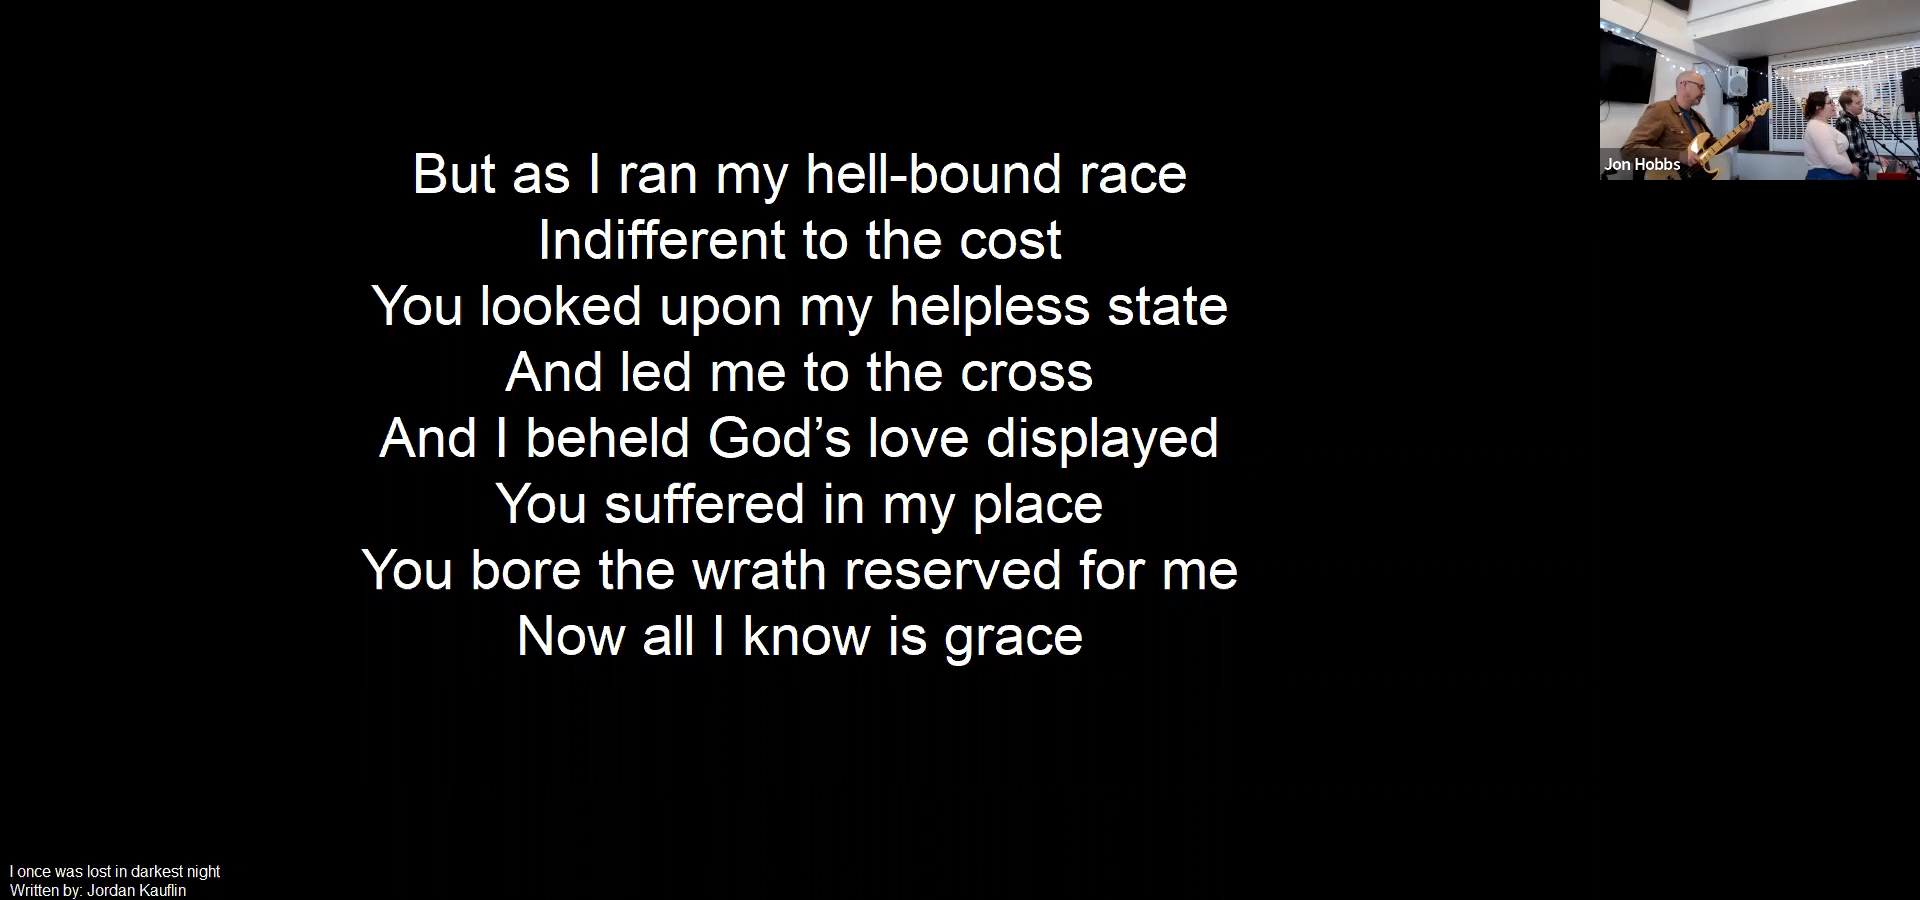 But as I ran my hell-bound race
Indifferent to the cost
You looked upon my helpless state
And led me to the cross
And I beheld God’s love displayed
You suffered in my place
You bore the wrath reserved for me
Now all I know is grace
Jon Hobbs
I once was lost in darkest night
Written by: Jordan Kauflin